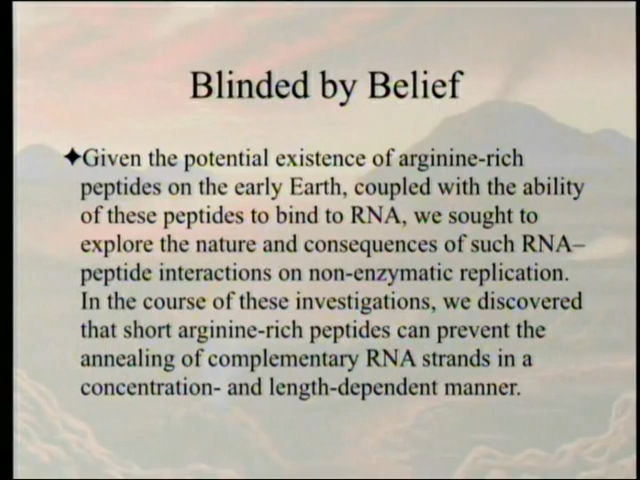 Blinded by Belief
✦Given the potential existence of arginine-rich
peptides on the early Earth, coupled with the ability
of these peptides to bind to RNA, we sought to
explore the nature and consequences of such RNA–
peptide interactions on non-enzymatic replication.
In the course of these investigations, we discovered
that short arginine-rich peptides can prevent the
annealing of complementary RNA strands in a
concentration- and length-dependent manner.